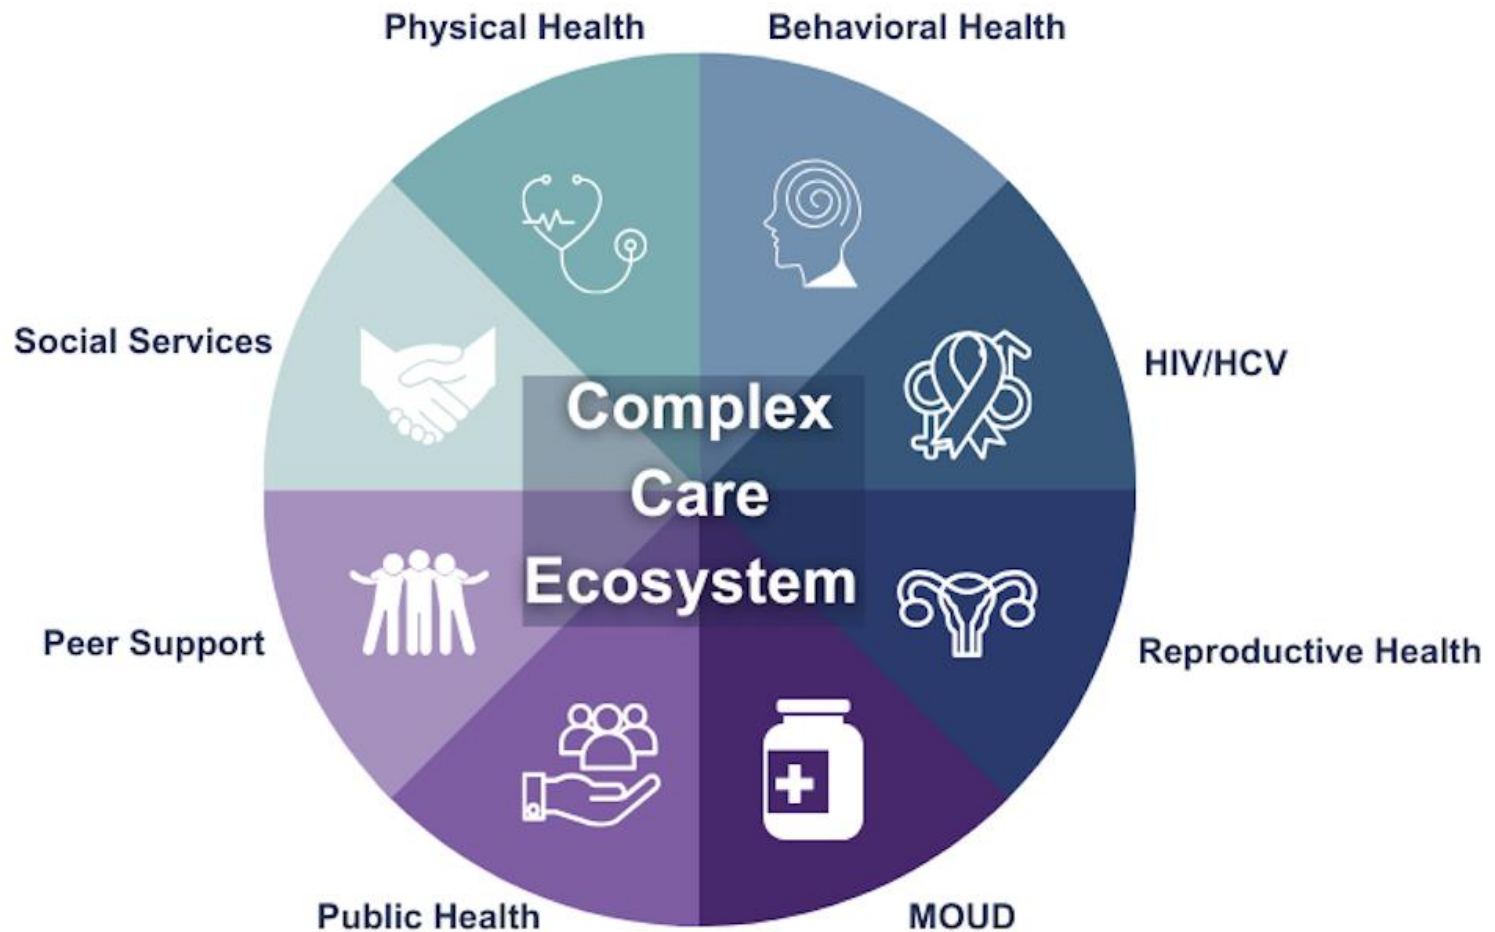 Physical Health
Behavioral Health
Social Services
HIV/HCV
Complex
Care
Ecosystem
Peer Support
Reproductive Health
Public Health
MOUD